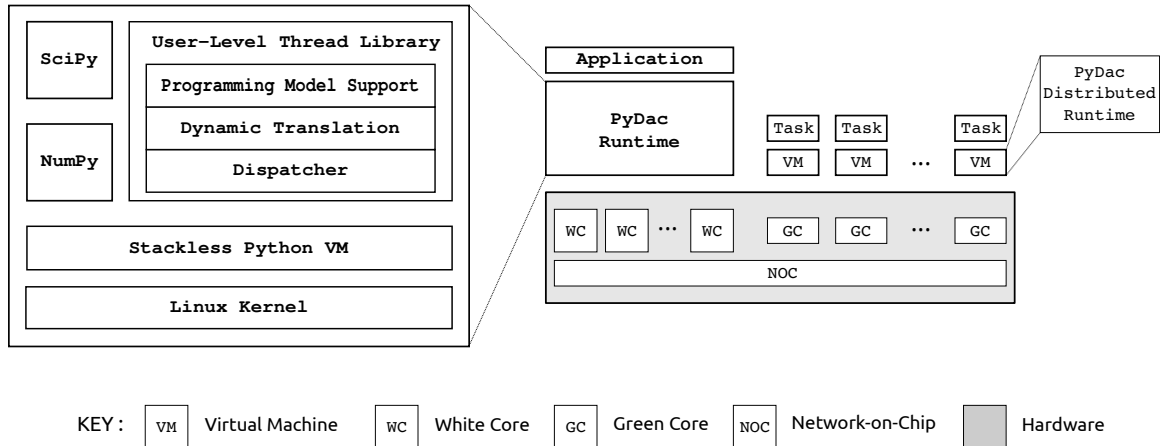 SciPy
NumPy
User-Level Thread Library
Programming Model Support
Dynamic Translation
Dispatcher
Stackless Python VM
Linux Kernel
Application
PyDac
Runtime
Task Task Task
VM VM ... VM
PyDac
Distributed
Runtime
WC WC ... WC GC GC ... GC
NOC
KEY : VM Virtual Machine WC White Core GC Green Core NOC Network-on-Chip Hardware